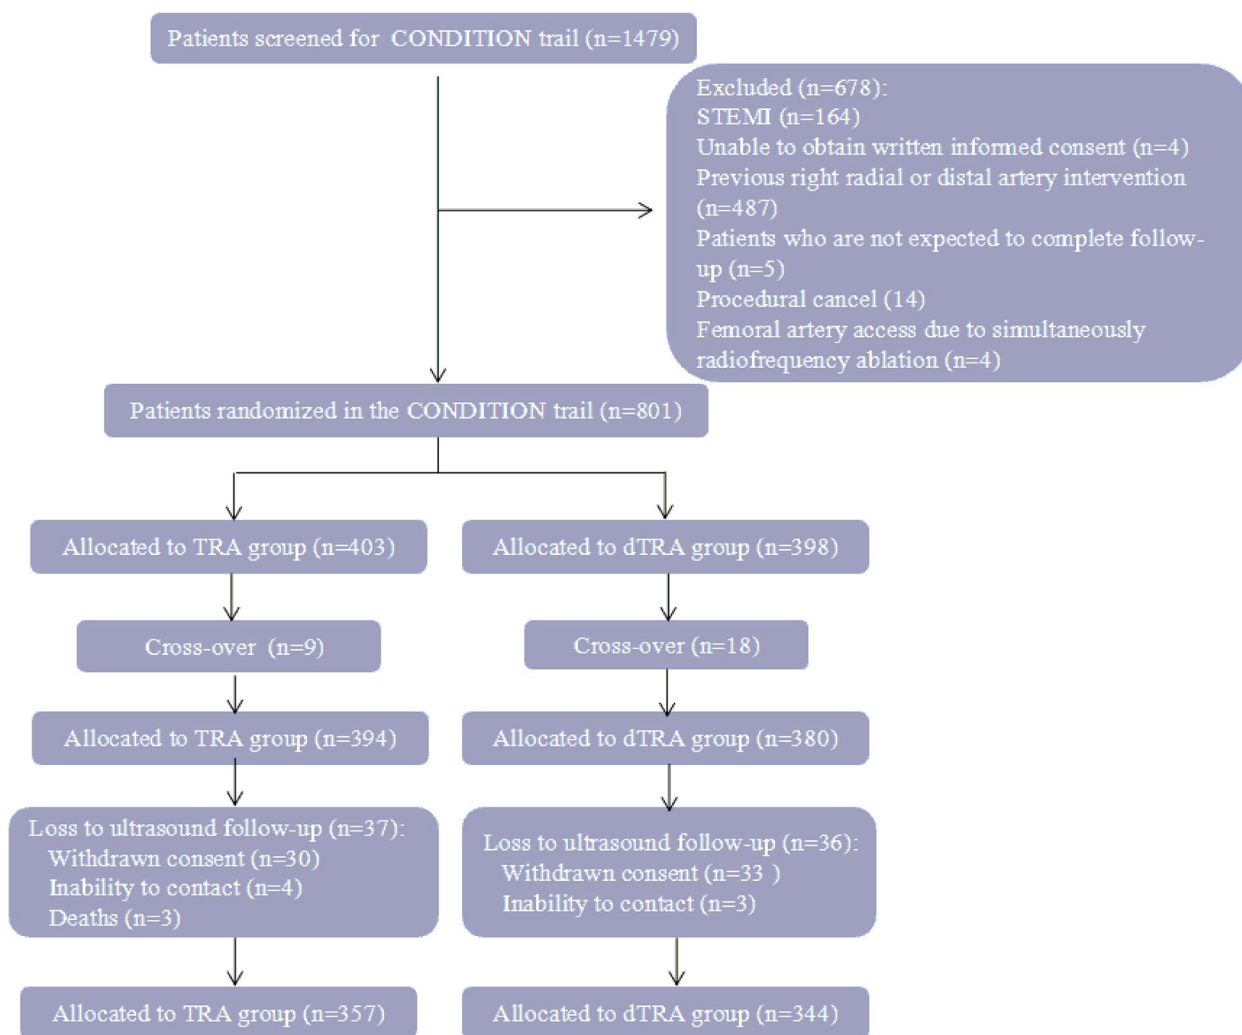 Patients screened for CONDITION trail (n=1479)
Excluded (n=678):
STEMI (n=164)
Unable to obtain written informed consent (n=4)
Previous right radial or distal artery intervention
(n=487)
Patients who are not expected to complete follow-
up (n=5)
Procedural cancel (14)
Femoral artery access due to simultaneously
radiofrequency ablation (n=4)
Patients randomized in the CONDITION trail (n=801)
Allocated to TRA group (n=403)
Allocated to dTRA group (n=398)
Cross-over (n=9)
Cross-over (n=18)
Allocated to TRA group (n=394)
Allocated to dTRA group (n=380)
Loss to ultrasound follow-up (n=37):
Withdrawn consent (n=30)
Inability to contact (n=4)
Deaths (n=3)
Loss to ultrasound follow-up (n=36):
Withdrawn consent (n=33 )
Inability to contact (n=3)
Allocated to TRA group (n=357)
Allocated to dTRA group (n=344)